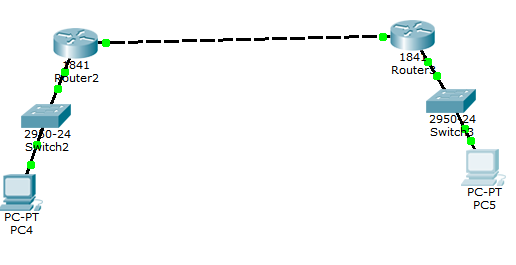 1841
Router2
1841
Router3
2950-24
Switch2
2950-24
Switch3
PC-PT
PC4
PC-PT
PC5